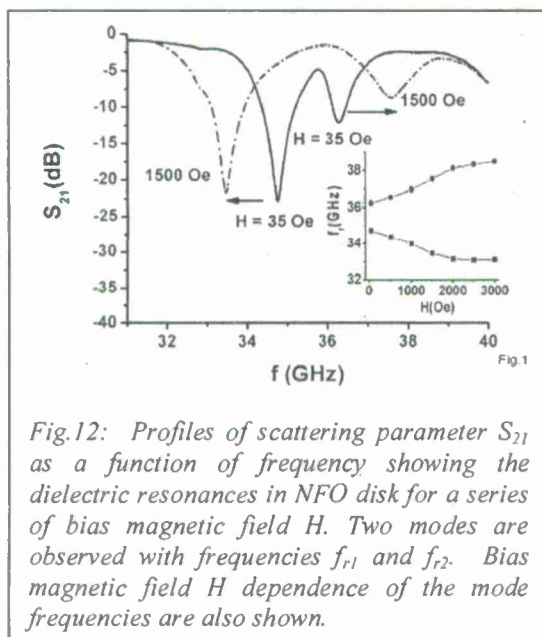 0
-5
-10
-15
-20
-25
-30
-35
-40
S21(dB)
1500 Oe
H = 35 Oe
H = 35 Oe
1500 Oe
38
36
34
32
fr(GHz)
0 1000 2000 3000
H(Oe)
32 34 36 38 40
Fig.1
f (GHz)
Fig.12: Profiles of scattering parameter S21
as a function of frequency showing the
dielectric resonances in NFO disk for a series
of bias magnetic field H. Two modes are
observed with frequencies fr1 and fr2. Bias
magnetic field H dependence of the mode
frequencies are also shown.